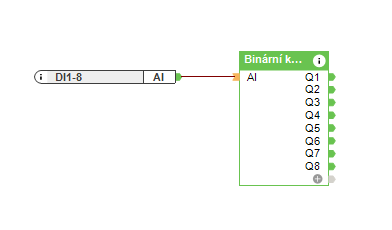 Binární k...
DI1-8 AI
AI Q1
Q2
Q3
Q4
Q5
Q6
Q7
Q8